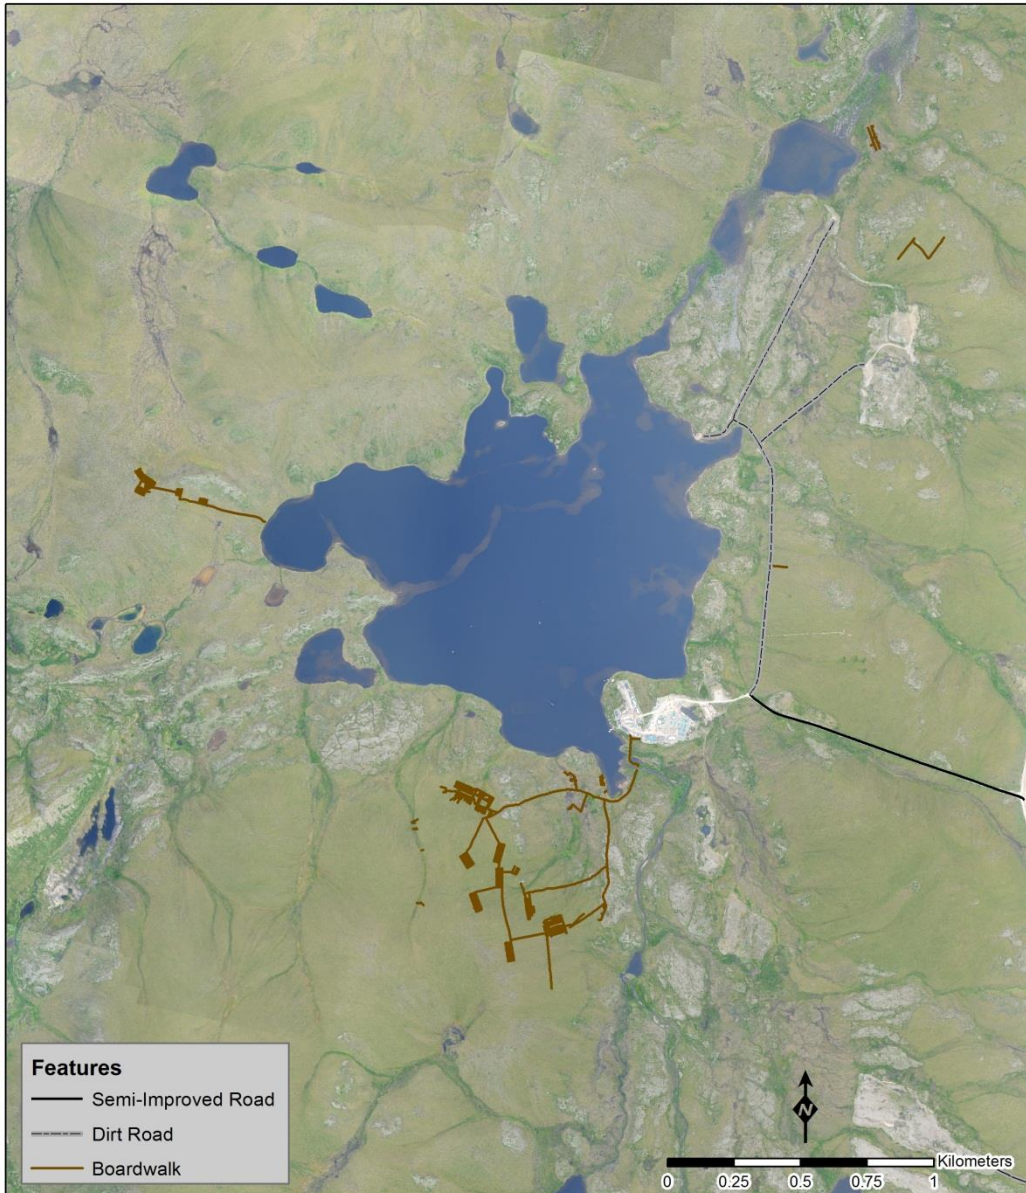 Features
Semi-Improved Road
Dirt Road
Boardwalk
N
Kilometers
0 0.25 0.5 0.75 1